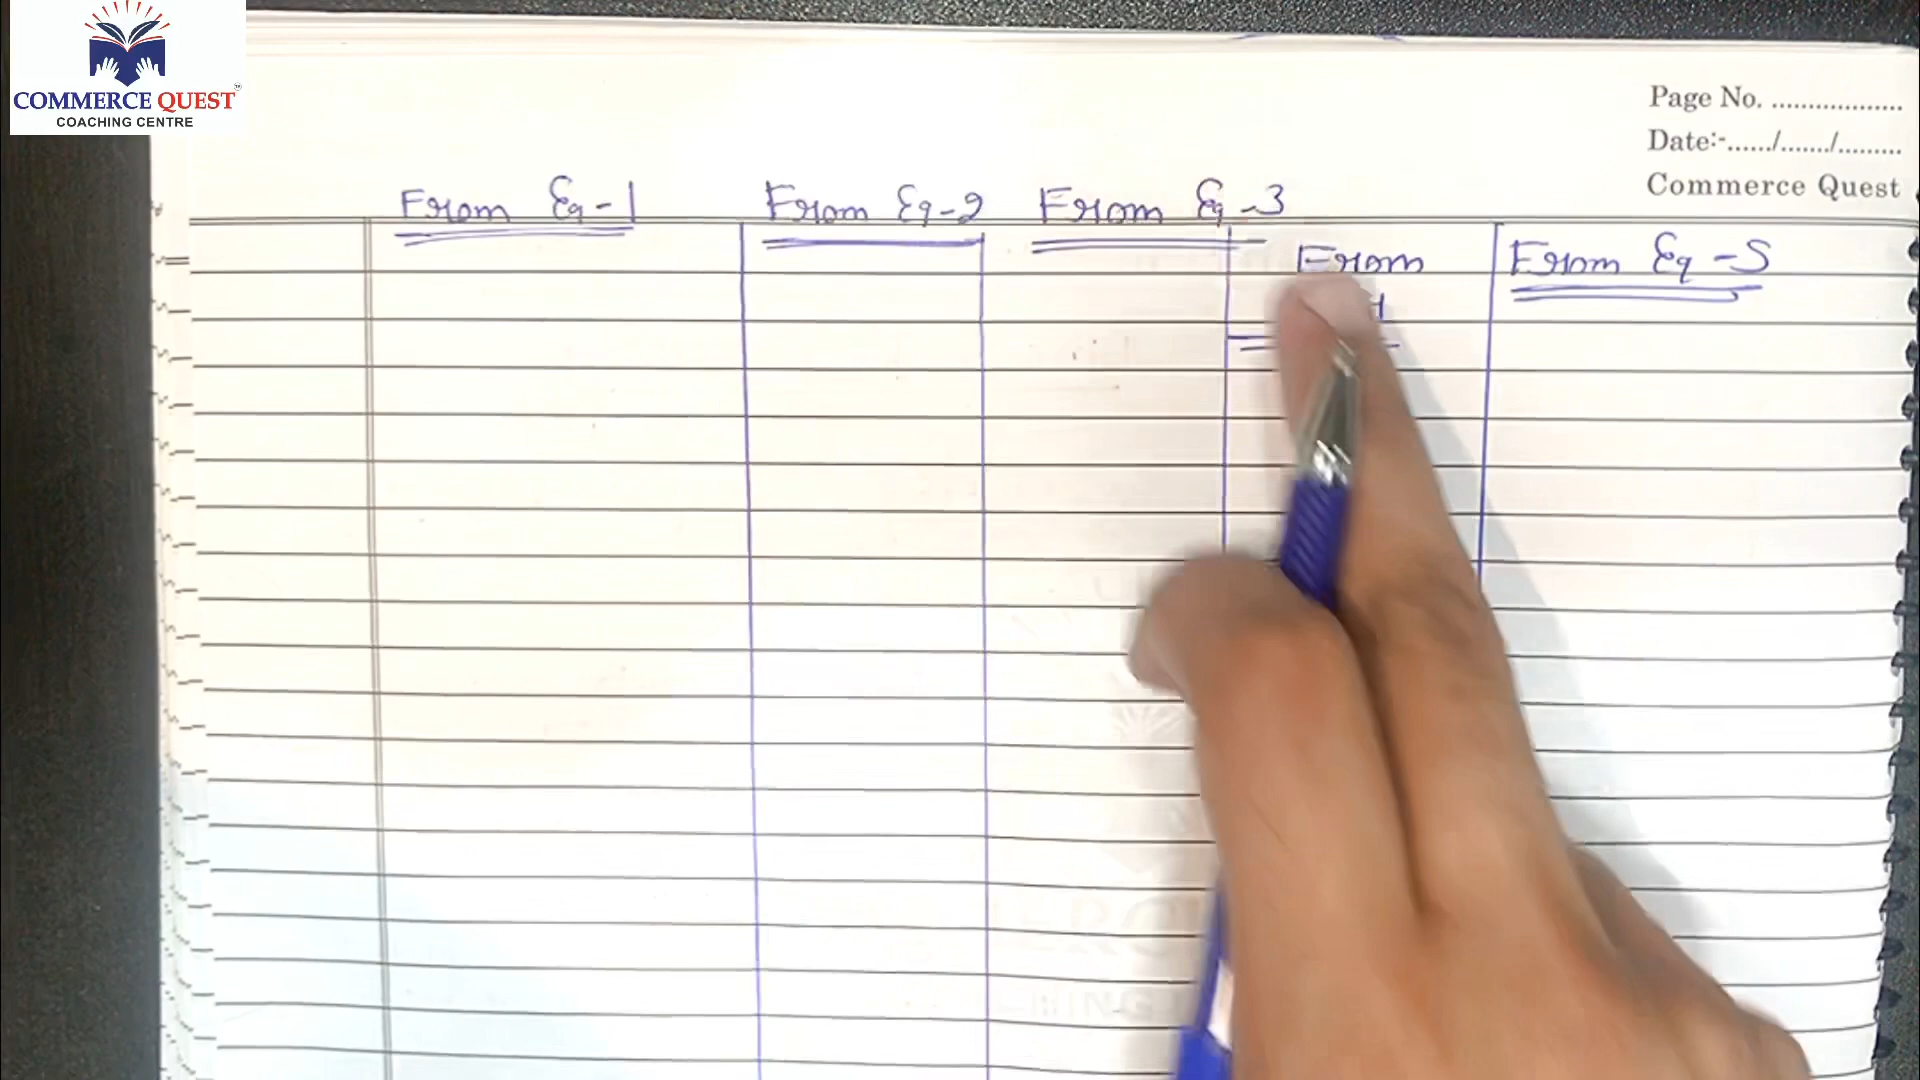 COMMERCE QUEST
COACHING CENTRE
Page No. ..................
Date:-....../......./.........
Commerce Quest
From Eq-1
From Eq-2
From Eq-3
From
From Eq-5